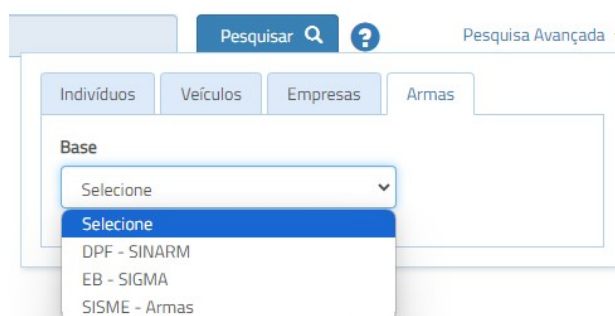 Pesquisar ? Pesquisa Avançada
Indivíduos Veículos Empresas Armas
Base
Selecione
Selecione
DPF - SINARM
EB - SIGMA
SISME - Armas